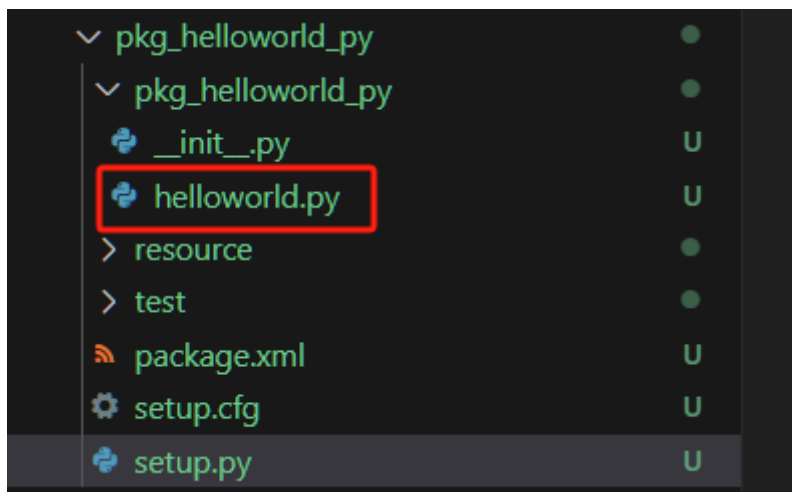 pkg_helloworld_py
pkg_helloworld_py
__init__.py U
helloworld.py U
resource
test
package.xml U
setup.cfg U
setup.py U